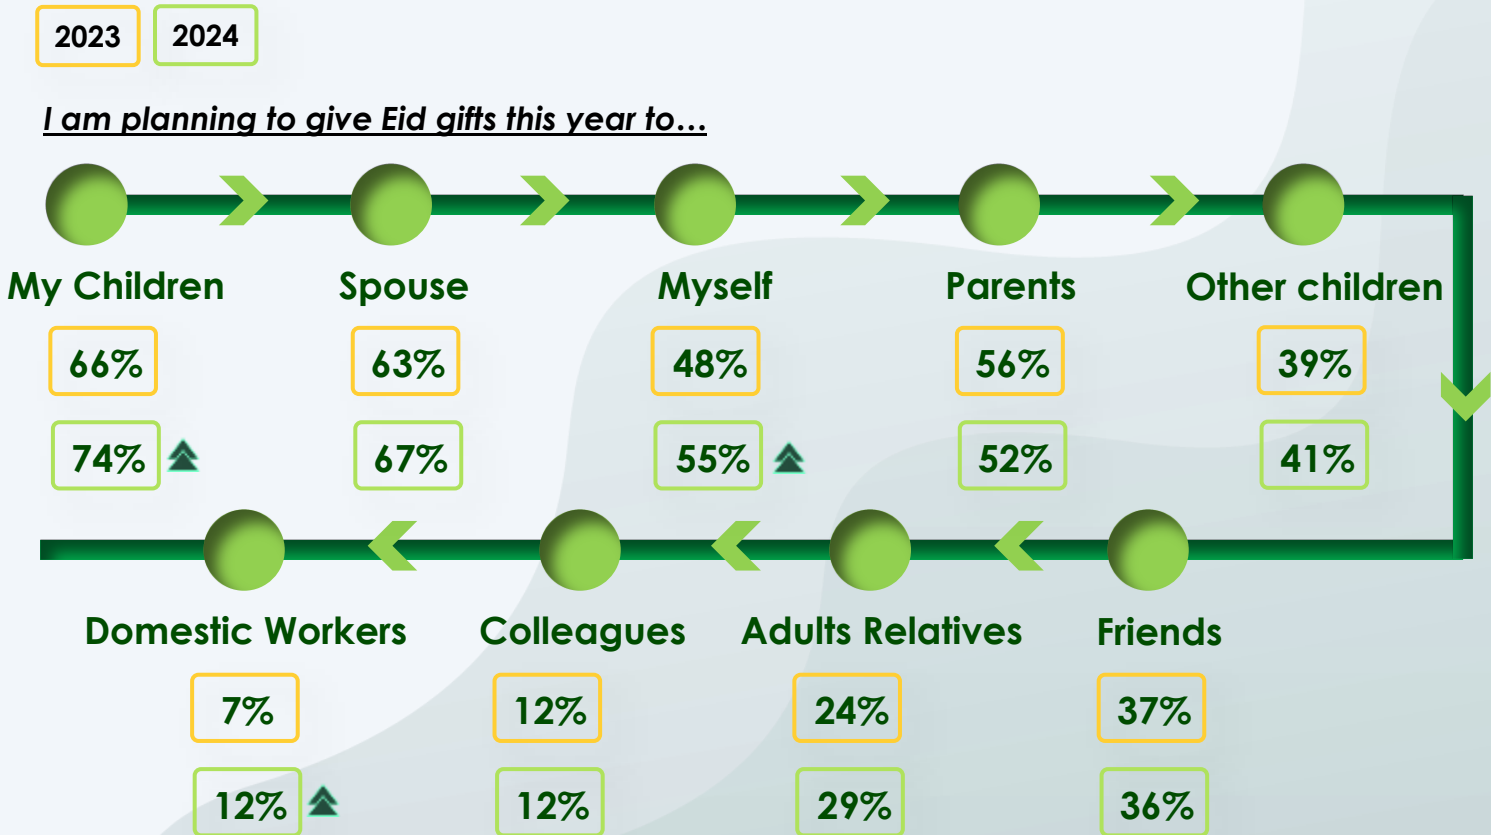 2023 2024
I am planning to give Eid gifts this year to…
My Children Spouse Myself Parents Other children
66% 63% 48% 56% 39%
74% 67% 55% 52% 41%
Domestic Workers Colleagues Adults Relatives Friends
7% 12% 24% 37%
12% 12% 29% 36%